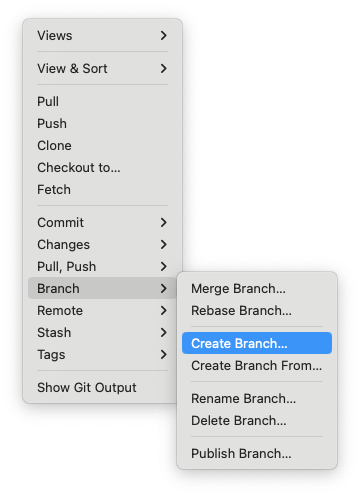 Views
View & Sort
Pull
Push
Clone
Checkout to...
Fetch
Commit
Changes
Pull, Push
Branch
Remote
Stash
Tags
Show Git Output
Merge Branch...
Rebase Branch...
Create Branch...
Create Branch From...
Rename Branch...
Delete Branch...
Publish Branch...